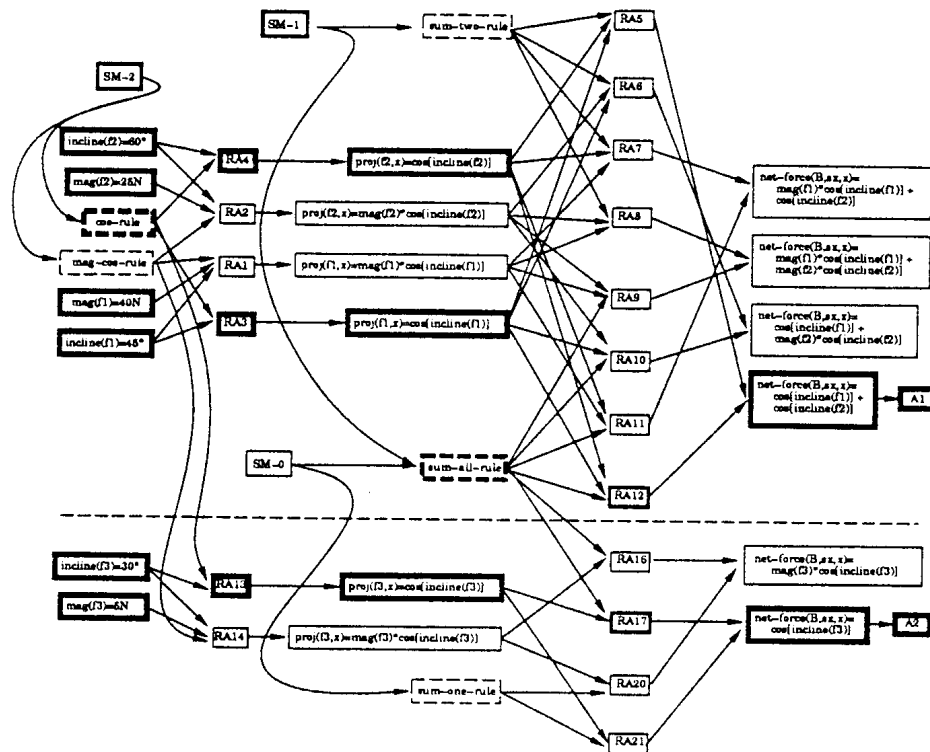 SM-1
sum-two-rule
RA5
SM-2
RA6
incline(f2)=60°
RA4
proj(f2,x)=cos[incline(f2)]
RA7
mag(f2)=25N
net-force(B,sx,x)=
mag(f1)*cos[incline(f1)] +
cos[incline(f2)]
cos-rule
RA2
proj(f2,x)=mag(f2)*cos[incline(f2)]
RA8
mag-cos-rule
RA1
proj(f1,x)=mag(f1)*cos[incline(f1)]
net-force(B,sx,x)=
mag(f1)*cos[incline(f1)] +
mag(f2)*cos[incline(f2)]
mag(f1)=40N
RA9
RA3
proj(f1,x)=cos[incline(f1)]
net-force(B,sx,x)=
cos[incline(f1)] +
mag(f2)*cos[incline(f2)]
incline(f1)=45°
RA10
net-force(B,sx,x)=
cos[incline(f1)] +
cos[incline(f2)]
A1
RA11
SM-0
sum-all-rule
RA12
incline(f3)=30°
RA16
net-force(B,sx,x)=
mag(f3)*cos[incline(f3)]
RA13
proj(f3,x)=cos[incline(f3)]
mag(f3)=5N
RA17
net-force(B,sx,x)=
cos[incline(f3)]
A2
RA14
proj(f3,x)=mag(f3)*cos[incline(f3)]
RA20
sum-one-rule
RA21